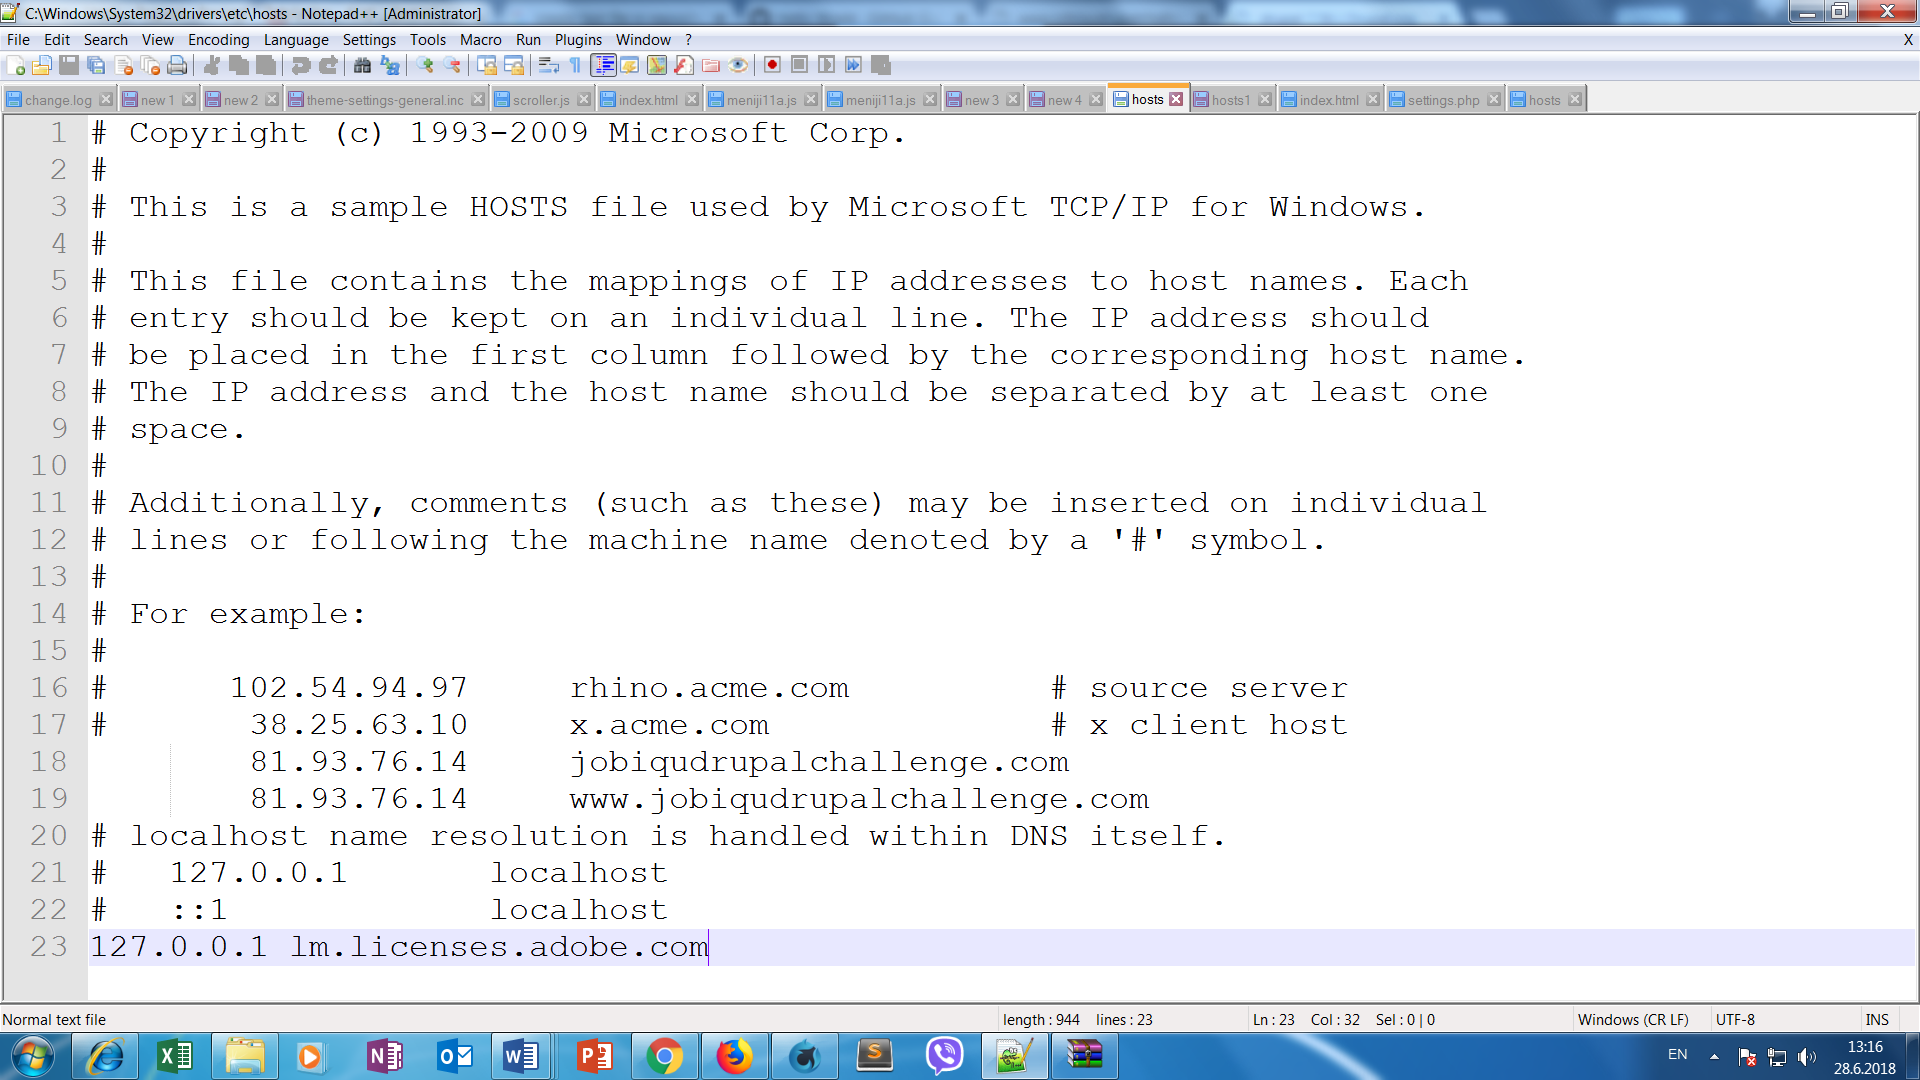 C:\Windows\System32\drivers\etc\hosts - Notepad++ [Administrator]
File Edit Search View Encoding Language Settings Tools Macro Run Plugins Window ? X
change.log new 1 new 2 theme-settings-general.inc scroller.js index.html meniji11a.js meniji11a.js new 3 new 4 hosts hosts1 index.html settings.php hosts
1 # Copyright (c) 1993-2009 Microsoft Corp.
2 #
3 # This is a sample HOSTS file used by Microsoft TCP/IP for Windows.
4 #
5 # This file contains the mappings of IP addresses to host names. Each
6 # entry should be kept on an individual line. The IP address should
7 # be placed in the first column followed by the corresponding host name.
8 # The IP address and the host name should be separated by at least one
9 # space.
10 #
11 # Additionally, comments (such as these) may be inserted on individual
12 # lines or following the machine name denoted by a '#' symbol.
13 #
14 # For example:
15 #
16 # 102.54.94.97 rhino.acme.com # source server
17 # 38.25.63.10 x.acme.com # x client host
18 81.93.76.14 jobiqudrupalchallenge.com
19 81.93.76.14 www.jobiqudrupalchallenge.com
20 # localhost name resolution is handled within DNS itself.
21 # 127.0.0.1 localhost
22 # ::1 localhost
23 127.0.0.1 lm.licenses.adobe.com
Normal text file length : 944 lines : 23 Ln : 23 Col : 32 Sel : 0 | 0 Windows (CR LF) UTF-8 INS
EN 13:16
28.6.2018